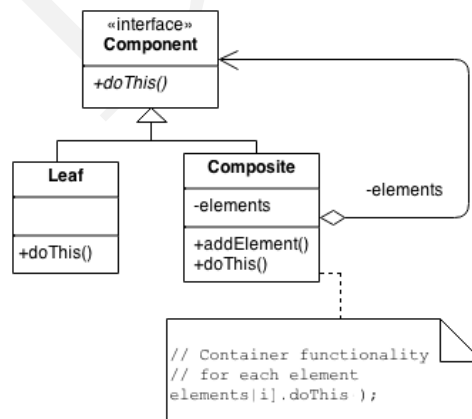 «interface»
Component
+doThis()
Leaf
+doThis()
Composite
-elements
+addElement()
+doThis()
-elements
// Container functionality
// for each element
elements|i].doThis );